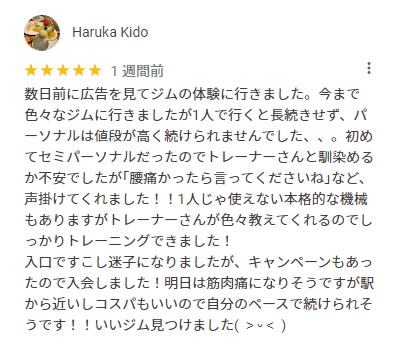 Haruka Kido
★★★★★ 1 週間前
数日前に広告を見てジムの体験に行きました。今まで
色々なジムに行きましたが1人で行くと長続きせず、パ
ーソナルは値段が高く続けられませんでした、、。初め
てセミパーソナルだったのでトレーナーさんと馴染める
か不安でしたが｢腰痛かったら言ってくださいね｣など、
声掛けてくれました！！1人じゃ使えない本格的な機械
もありますがトレーナーさんが色々教えてくれるのでし
っかりトレーニングできました！
入口ですこし迷子になりましたが、キャンペーンもあっ
たので入会しました！明日は筋肉痛になりそうですが駅
から近いしコスパもいいので自分のペースで続けられそ
うです！！いいジム見つけました( ˃ ᵕ ˂ )